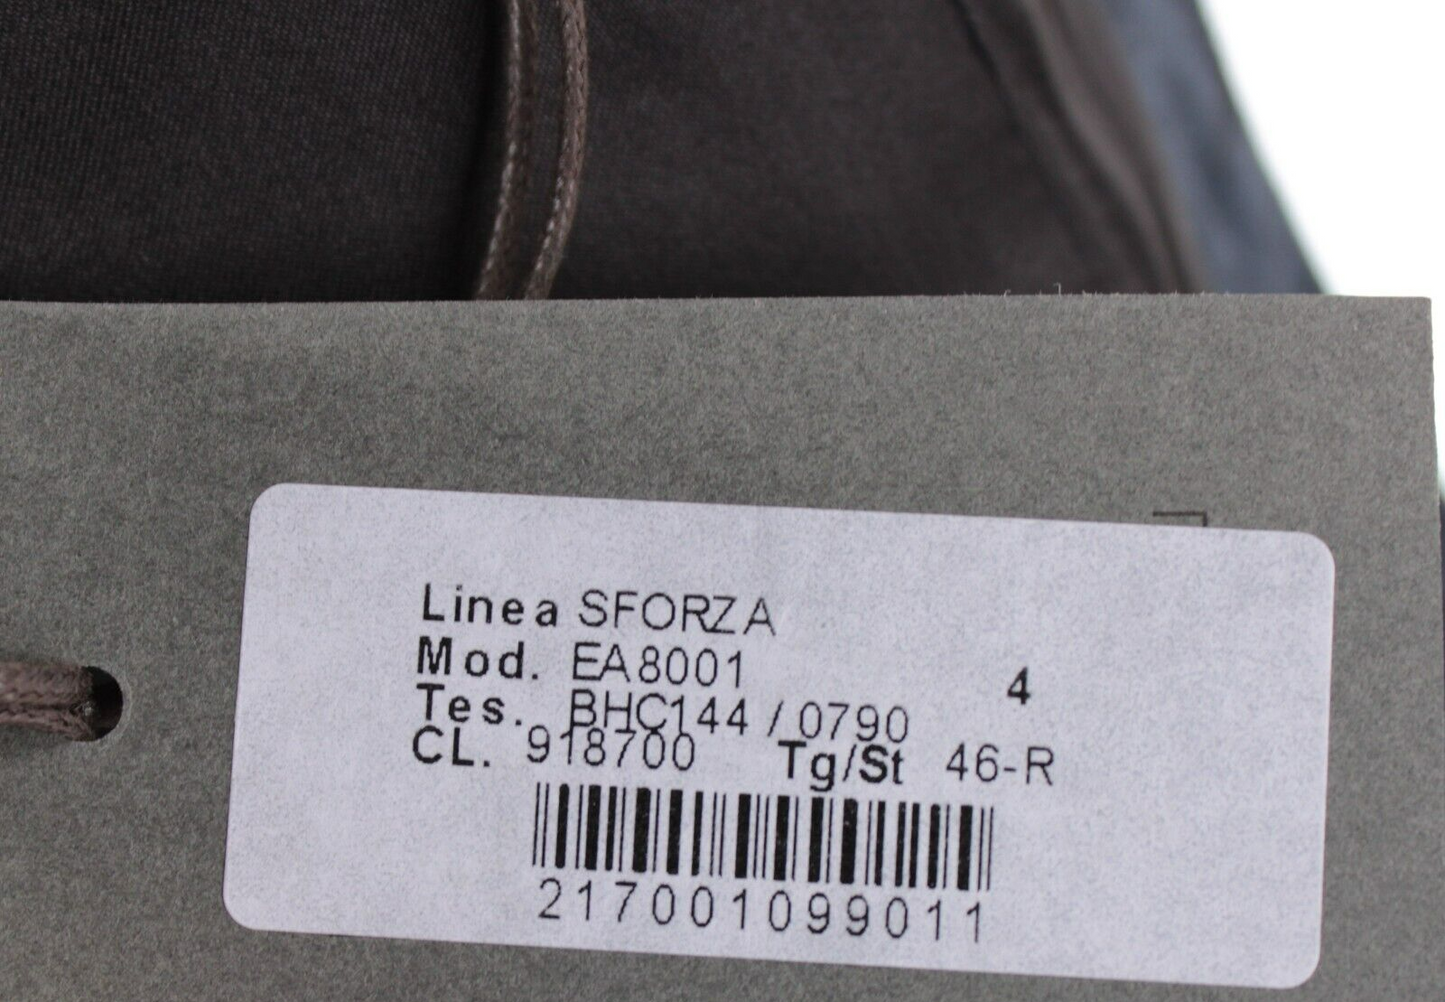 Linea SFORZA
Mod. EA8001 4
Tes. BHC144 / 0790
CL. 918700 Tg/St 46-R
217001099011